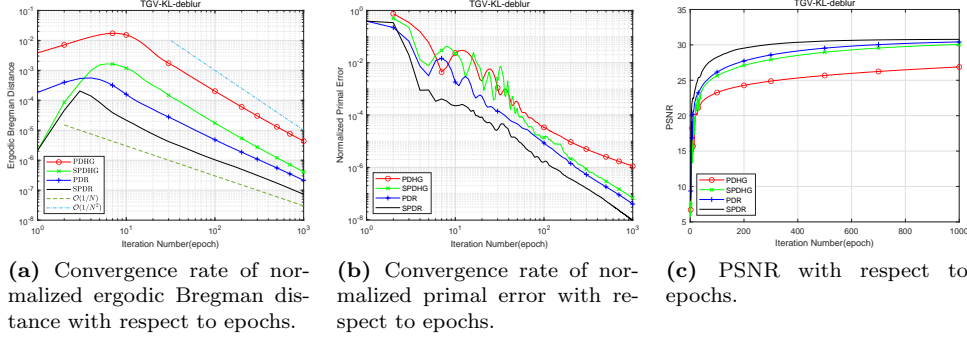 TGV-KL-deblur
Ergodic Bregman Distance
10^0
10^-1
10^-2
10^-3
10^-4
10^-5
10^-6
10^-7
10^-8
PDHG
SPDHG
PDR
SPDR
O(1/N)
O(1/N^2)
10^0 10^1 10^2 10^3
Iteration Number(epoch)
(a) Convergence rate of nor-
malized ergodic Bregman dis-
tance with respect to epochs.
TGV-KL-deblur
Normalized Primal Error
10^0
10^-2
10^-4
10^-6
10^-8
PDHG
SPDHG
PDR
SPDR
10^0 10^1 10^2 10^3
Iteration Number(epoch)
(b) Convergence rate of nor-
malized primal error with re-
spect to epochs.
TGV-KL-deblur
PSNR
35
30
25
20
15
10
5
PDHG
SPDHG
PDR
SPDR
0 200 400 600 800 1000
Iteration Number(epoch)
(c) PSNR with respect to
epochs.